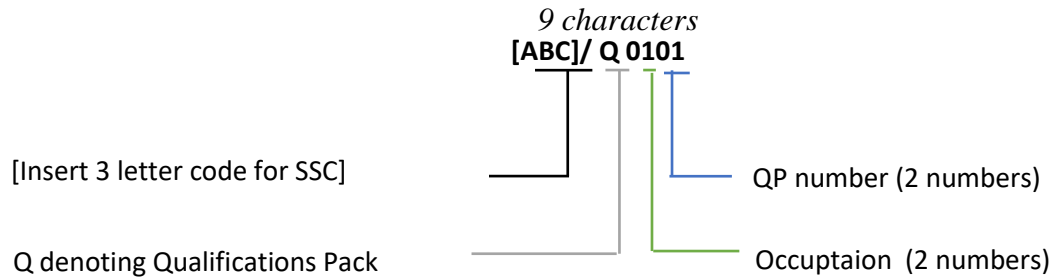 9 characters
[ABC]/ Q 0101
[Insert 3 letter code for SSC]
QP number (2 numbers)
Q denoting Qualifications Pack
Occuptaion (2 numbers)